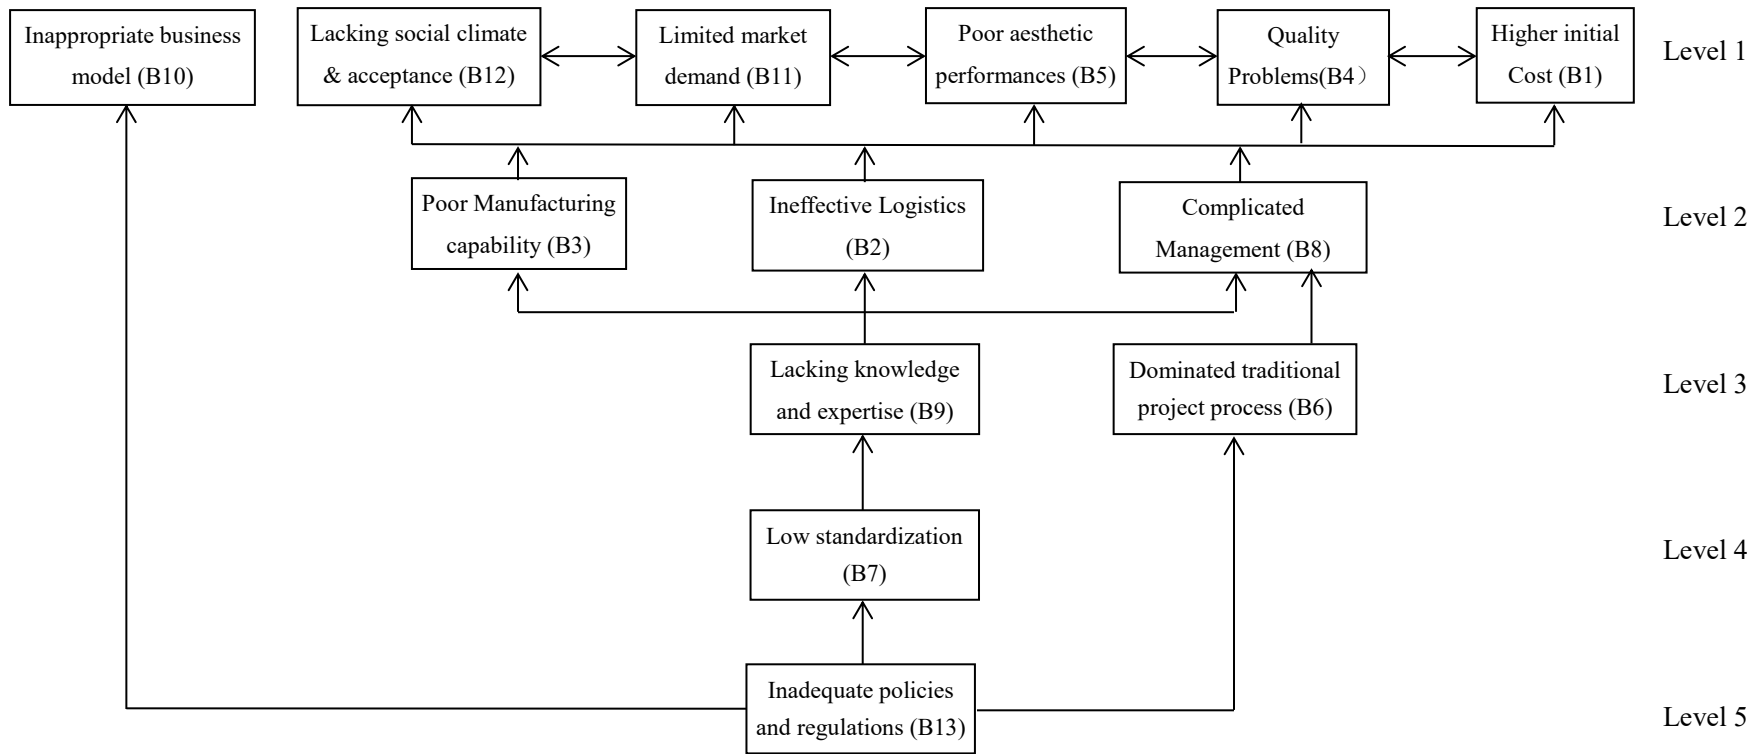 Inappropriate business
model (B10)
Lacking social climate
& acceptance (B12)
Limited market
demand (B11)
Poor aesthetic
performances (B5)
Quality
Problems(B4）
Higher initial
Cost (B1)
Level 1
Poor Manufacturing
capability (B3)
Ineffective Logistics
(B2)
Complicated
Management (B8)
Level 2
Lacking knowledge
and expertise (B9)
Dominated traditional
project process (B6)
Level 3
Low standardization
(B7)
Level 4
Inadequate policies
and regulations (B13)
Level 5